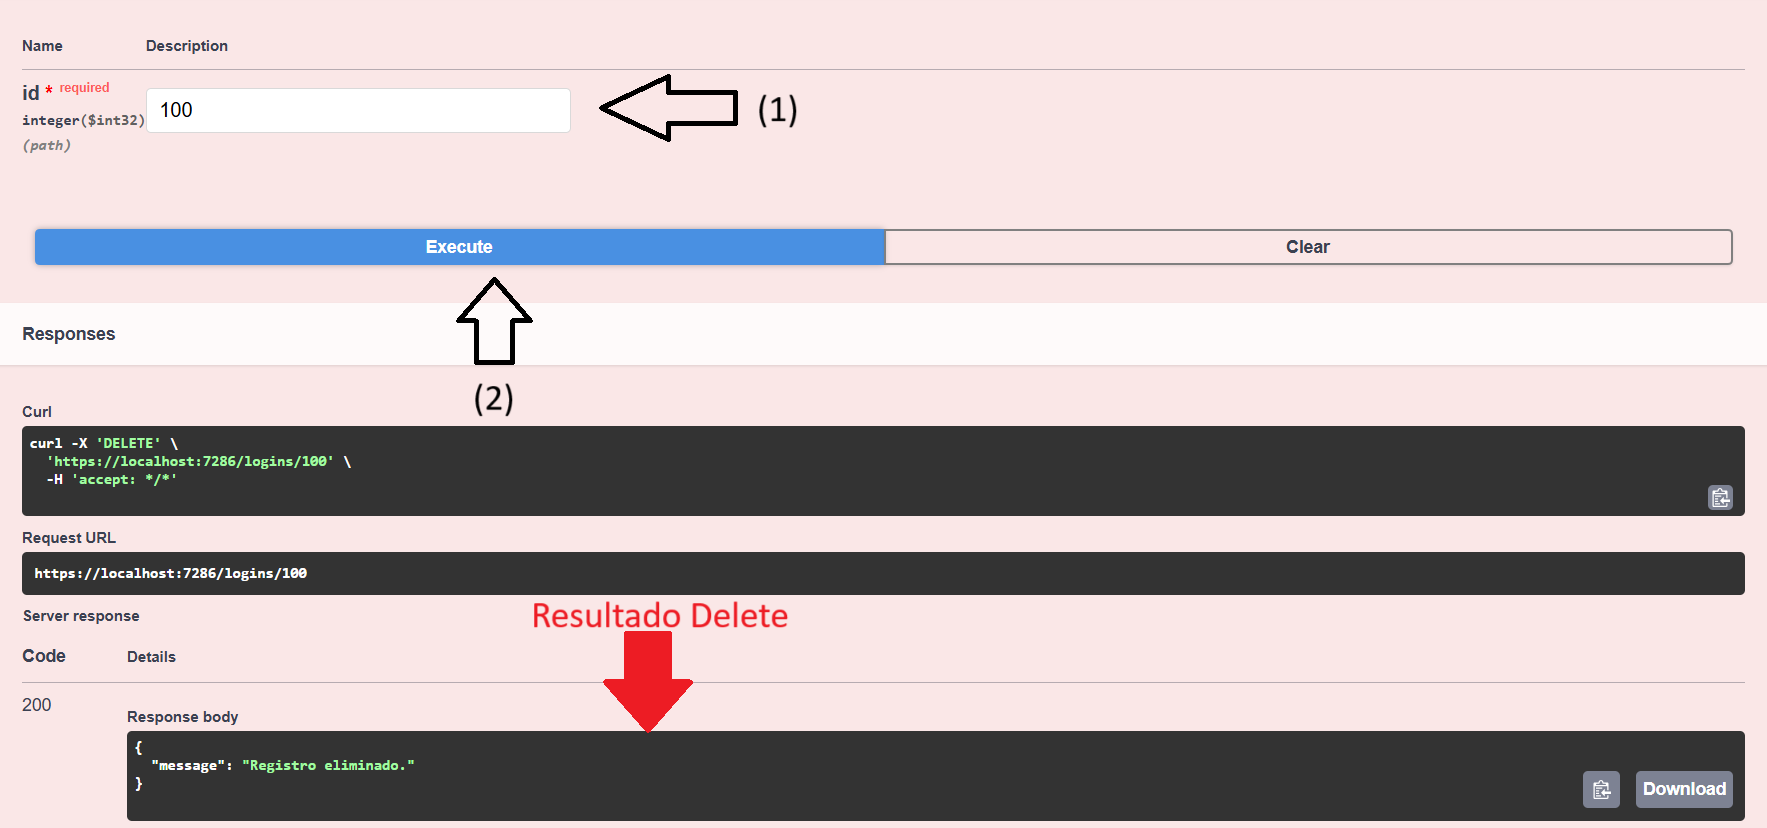 Name Description
id * required
100
(1)
integer($int32)
(path)
Execute Clear
Responses
(2)
Curl
curl -X 'DELETE' \
'https://localhost:7286/logins/100' \
-H 'accept: */*'
Request URL
https://localhost:7286/logins/100
Server response
Resultado Delete
Code Details
200
Response body
{
"message": "Registro eliminado."
}
Download